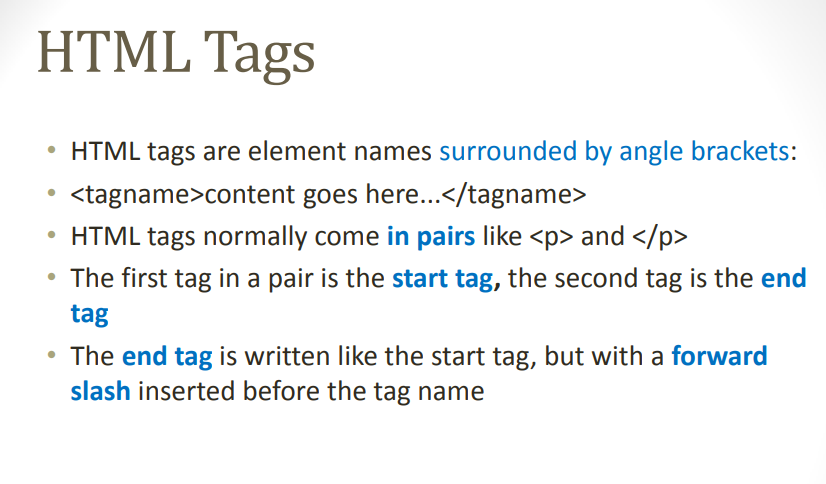 HTML Tags
• HTML tags are element names surrounded by angle brackets:
• <tagname>content goes here...</tagname>
• HTML tags normally come in pairs like <p> and </p>
• The first tag in a pair is the start tag, the second tag is the end
tag
• The end tag is written like the start tag, but with a forward
slash inserted before the tag name